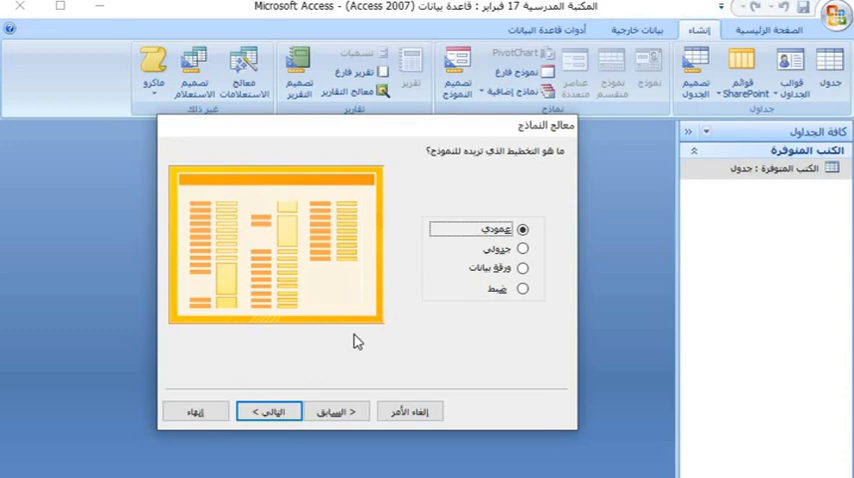 المكتبة المدرسية 17 فبراير : قاعدة بيانات (Access 2007) - Microsoft Access
الصفحة الرئيسية
إنشاء
بيانات خارجية
أدوات قاعدة البيانات
جدول
قوالب الجداول
قوائم SharePoint
تصميم الجدول
جداول
نموذج
نموذج منقسم
عناصر متعددة
PivotChart
نموذج فارغ
نماذج إضافية
تصميم النموذج
نماذج
تقرير
تسميات
تقرير فارغ
معالج التقارير
تصميم التقرير
تقارير
معالج الاستعلامات
تصميم الاستعلام
ماكرو
غير ذلك
كافة الجداول
الكتب المتوفرة
الكتب المتوفرة : جدول
معالج النماذج
ما هو التخطيط الذي تريده للنموذج؟
عمودي
جدولي
ورقة بيانات
ضبط
إلغاء الأمر
< السابق
التالي >
إنهاء